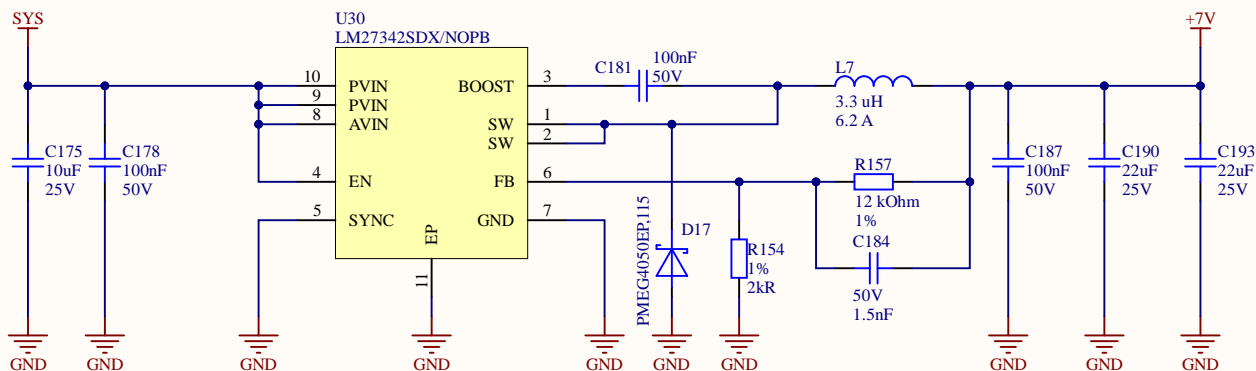 SYS
U30
LM27342SDX/NOPB
+7V
10
PVIN
9
PVIN
8
AVIN
4
EN
5
SYNC
EP
11
BOOST
3
SW
1
SW
2
FB
6
GND
7
C175
10uF
25V
C178
100nF
50V
C181
100nF
50V
L7
3.3 uH
6.2 A
R157
12 kOhm
1%
C184
50V
1.5nF
D17
PMEG4050EP,115
R154
1%
2kR
C187
100nF
50V
C190
22uF
25V
C193
22uF
25V
GND
GND
GND
GND
GND
GND
GND
GND
GND
GND